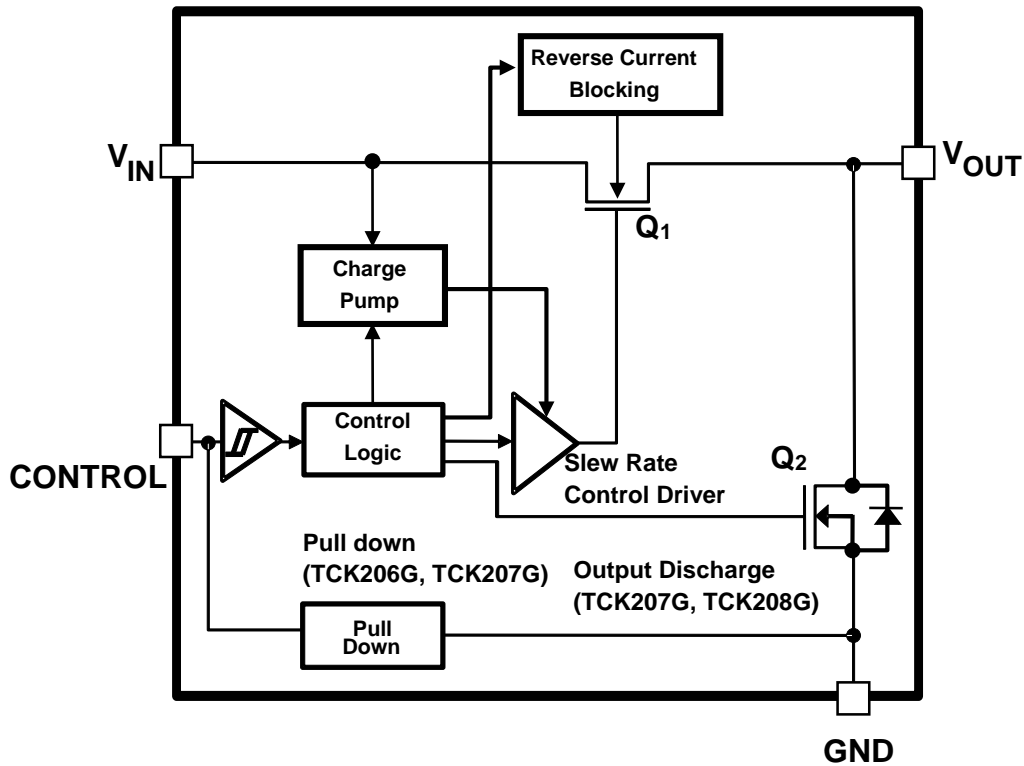 Reverse Current
Blocking
VIN
VOUT
Q1
Charge
Pump
Control
Logic
CONTROL
Slew Rate
Control Driver
Q2
Pull down
(TCK206G, TCK207G)
Output Discharge
(TCK207G, TCK208G)
Pull
Down
GND